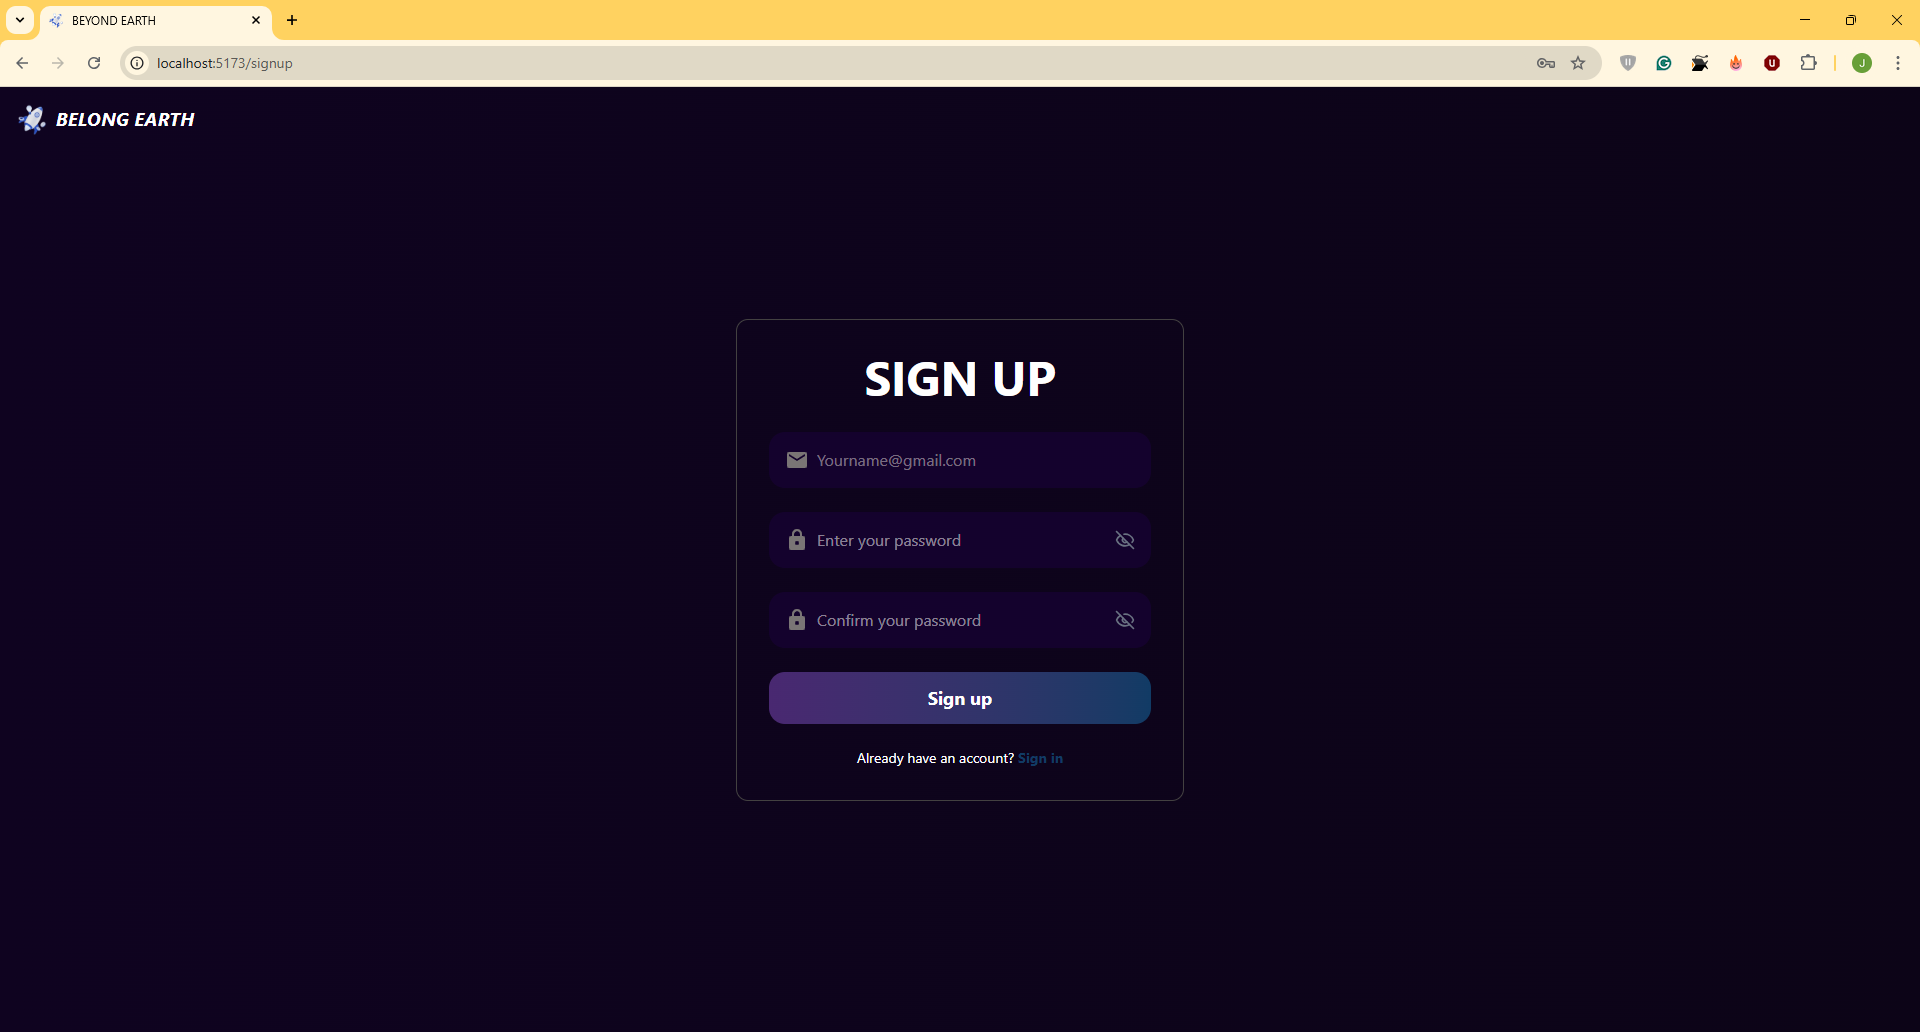 BEYOND EARTH
localhost:5173/signup
J
BELONG EARTH
SIGN UP
Yourname@gmail.com
Enter your password
Confirm your password
Sign up
Already have an account? Sign in